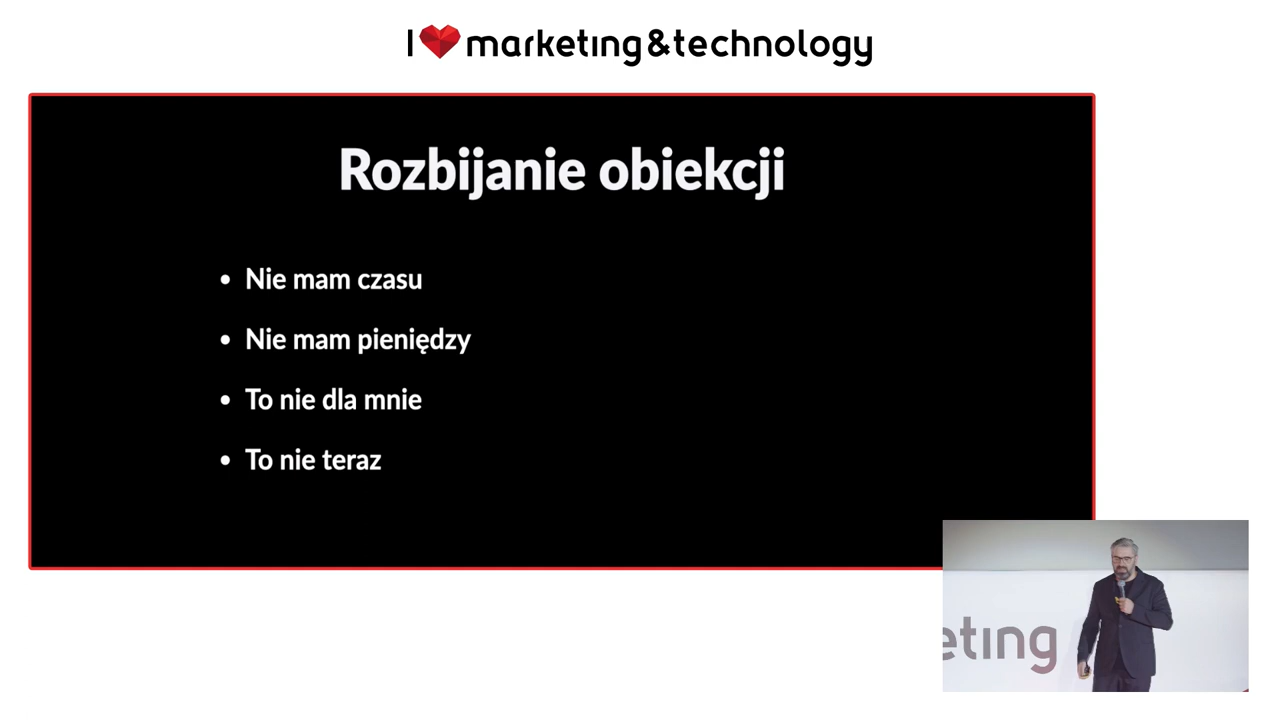 I marketing&technology
Rozbijanie obiekcji
• Nie mam czasu
• Nie mam pieniędzy
• To nie dla mnie
• To nie teraz
eting